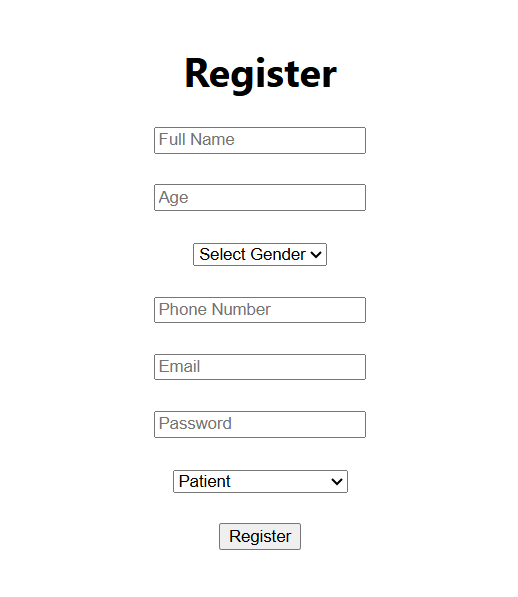 Register
Full Name
Age
Select Gender
Phone Number
Email
Password
Patient
Register